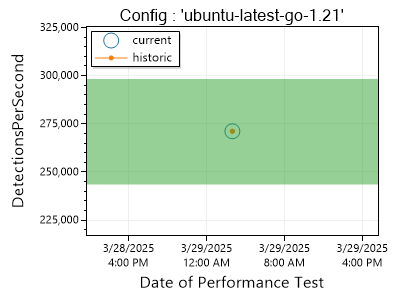 Config : 'ubuntu-latest-go-1.21'
current
historic
DetectionsPerSecond
325,000
300,000
275,000
250,000
225,000
3/28/2025 3/29/2025 3/29/2025 3/29/2025
4:00 PM 12:00 AM 8:00 AM 4:00 PM
Date of Performance Test